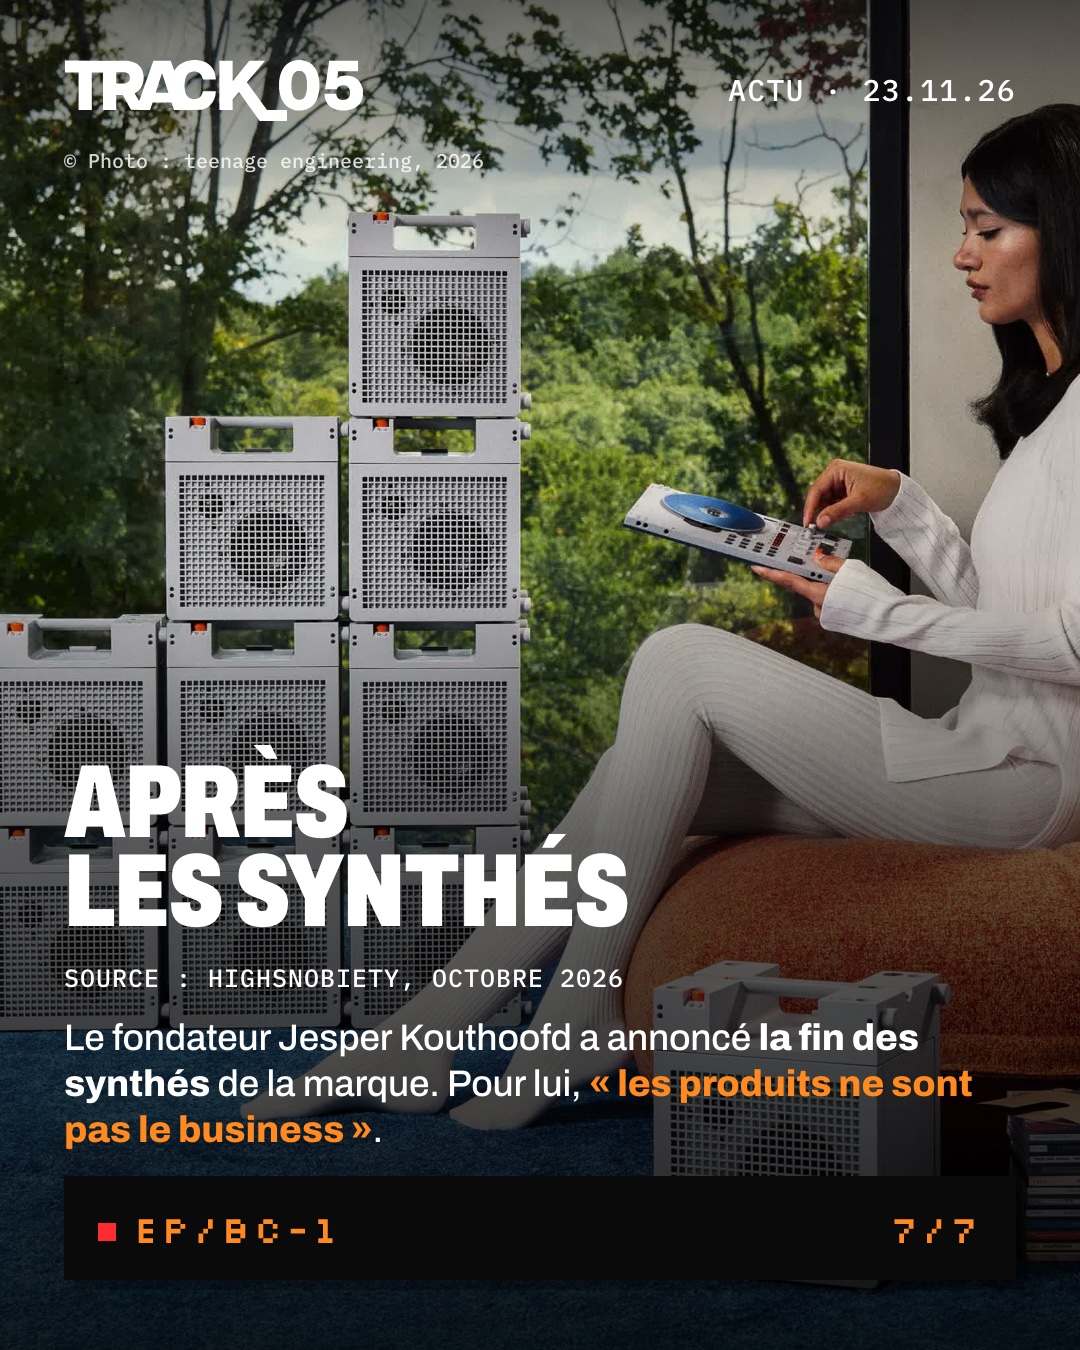 TRACK_05
ACTU · 23.11.26
© Photo : teenage engineering, 2026
APRÈS
LES SYNTHÉS
SOURCE : HIGHSNOBIETY, OCTOBRE 2026
Le fondateur Jesper Kouthoofd a annoncé la fin des
synthés de la marque. Pour lui, « les produits ne sont
pas le business ».
EP/BC-1
7/7